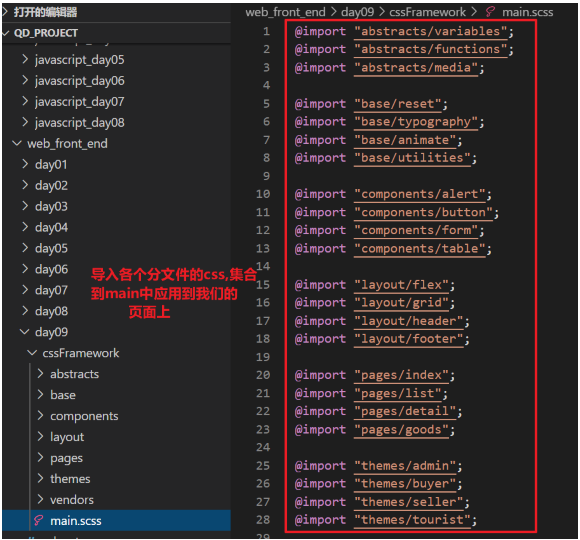 打开的编辑器
QD_PROJECT
javascript_day05
javascript_day06
javascript_day07
javascript_day08
web_front_end
day01
day02
day03
day04
day05
day06
day07
day08
day09
cssFramework
abstracts
base
components
layout
pages
themes
vendors
main.scss
导入各个分文件的css,集合
到main中应用到我们的
页面上
web_front_end > day09 > cssFramework > main.scss
1 @import "abstracts/variables";
2 @import "abstracts/functions";
3 @import "abstracts/media";
4
5 @import "base/reset";
6 @import "base/typography";
7 @import "base/animate";
8 @import "base/utilities";
9
10 @import "components/alert";
11 @import "components/button";
12 @import "components/form";
13 @import "components/table";
14
15 @import "layout/flex";
16 @import "layout/grid";
17 @import "layout/header";
18 @import "layout/footer";
19
20 @import "pages/index";
21 @import "pages/list";
22 @import "pages/detail";
23 @import "pages/goods";
24
25 @import "themes/admin";
26 @import "themes/buyer";
27 @import "themes/seller";
28 @import "themes/tourist";
29